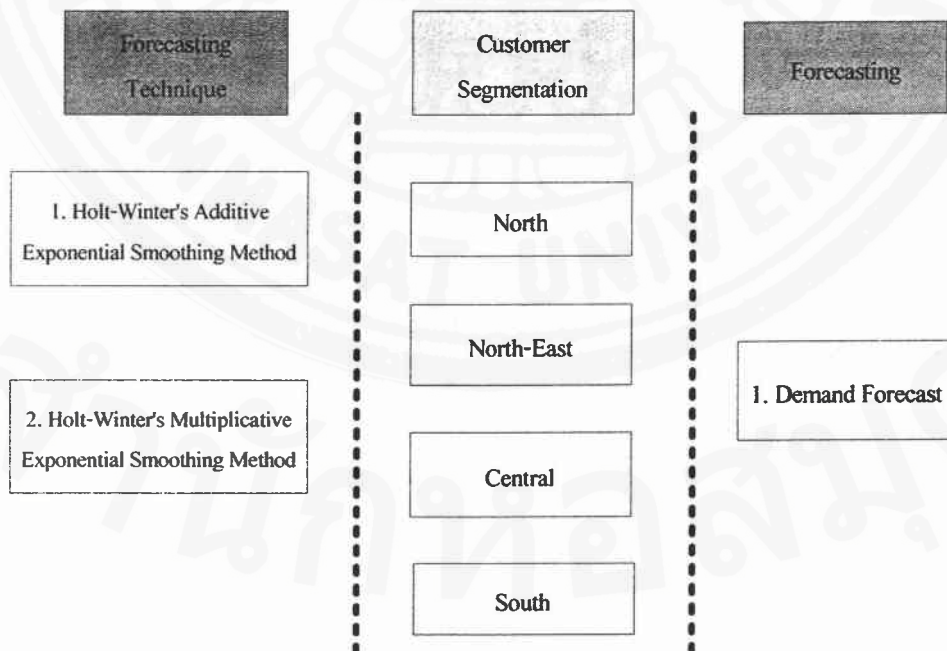 Forecasting
Technique
Customer
Segmentation
Forecasting
1. Holt-Winter's Additive
Exponential Smoothing Method
2. Holt-Winter's Multiplicative
Exponential Smoothing Method
North
North-East
Central
South
1. Demand Forecast